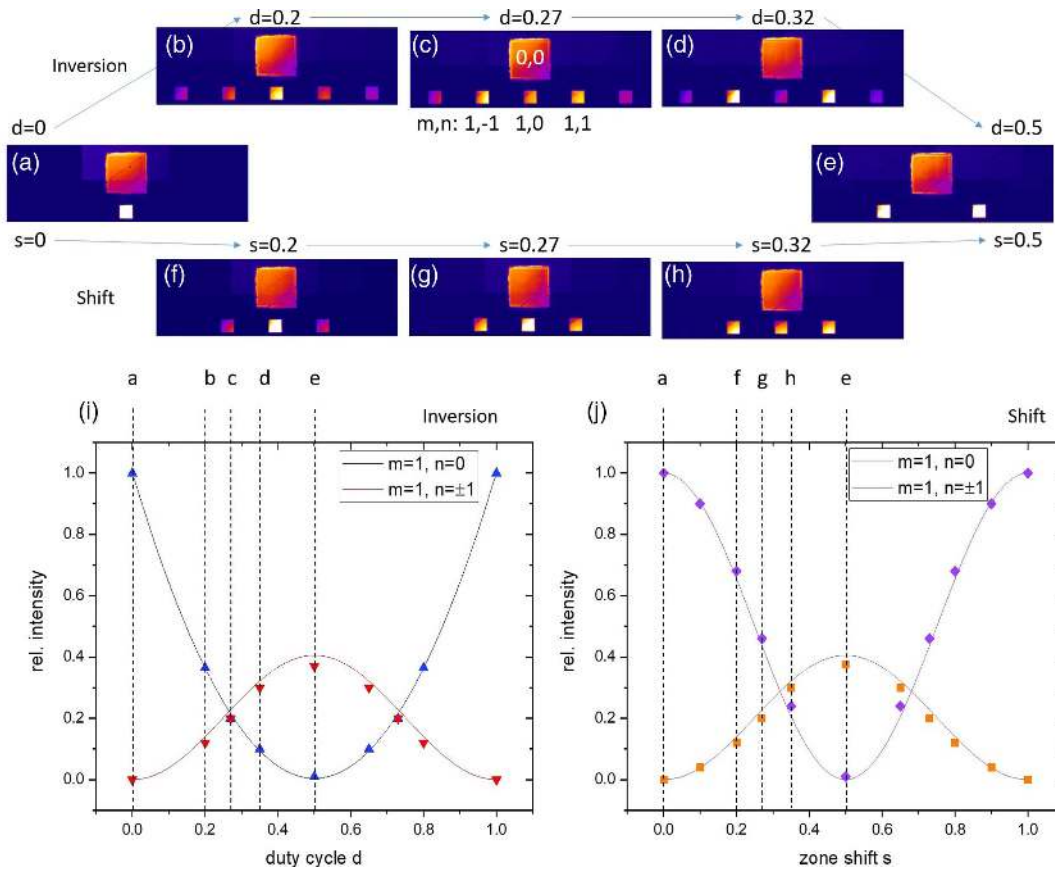 d=0.2
d=0.27
d=0.32
(b)
(c)
(d)
Inversion
0,0
m,n: 1,-1 1,0 1,1
d=0
d=0.5
(a)
(e)
s=0
s=0.2
s=0.27
s=0.32
s=0.5
(f)
(g)
(h)
Shift
a b c d e
(i)
Inversion
m=1, n=0
m=1, n=±1
1.0
0.8
0.6
0.4
0.2
0.0
rel. intensity
0.0 0.2 0.4 0.6 0.8 1.0
duty cycle d
a f g h e
(j)
Shift
m=1, n=0
m=1, n=±1
1.0
0.8
0.6
0.4
0.2
0.0
rel. intensity
0.0 0.2 0.4 0.6 0.8 1.0
zone shift s